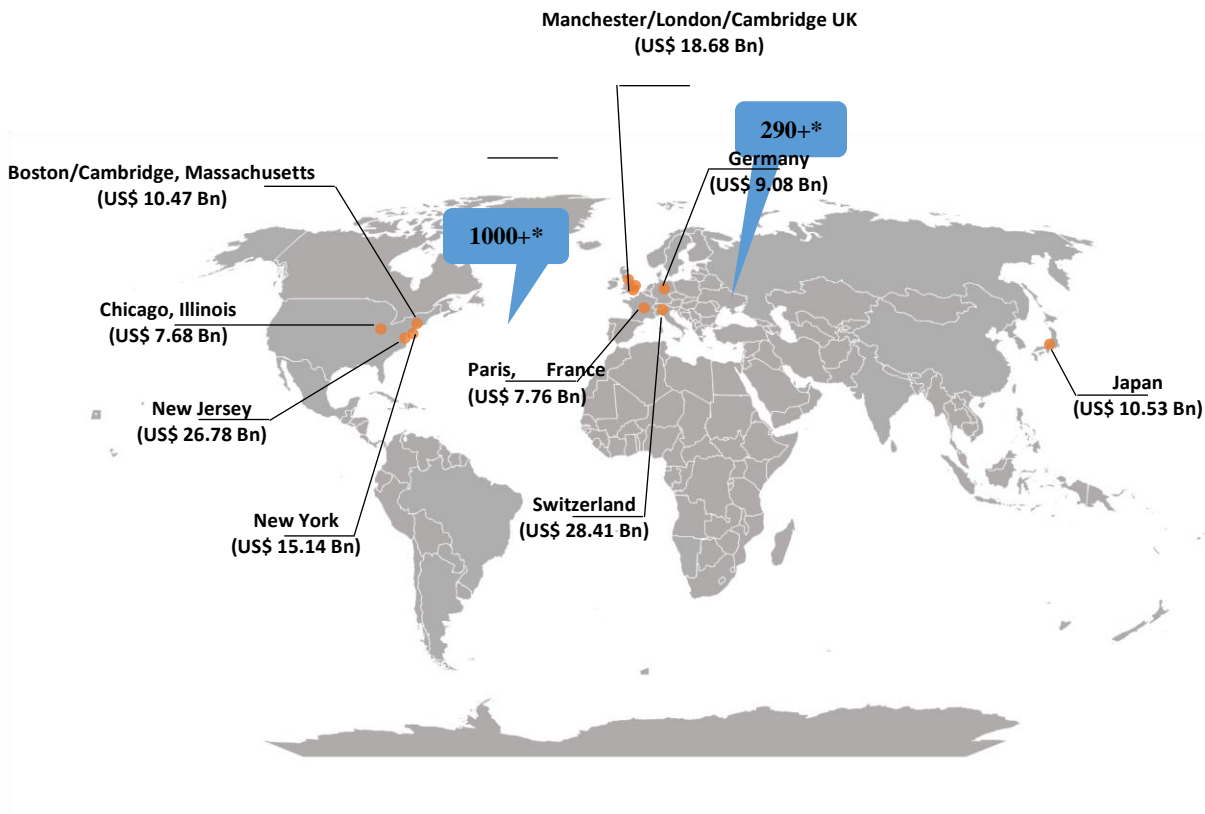 Manchester/London/Cambridge UK
(US$ 18.68 Bn)
290+*
Germany
(US$ 9.08 Bn)
Boston/Cambridge, Massachusetts
(US$ 10.47 Bn)
1000+*
Chicago, Illinois
(US$ 7.68 Bn)
Paris, France
(US$ 7.76 Bn)
Japan
(US$ 10.53 Bn)
New Jersey
(US$ 26.78 Bn)
Switzerland
(US$ 28.41 Bn)
New York
(US$ 15.14 Bn)